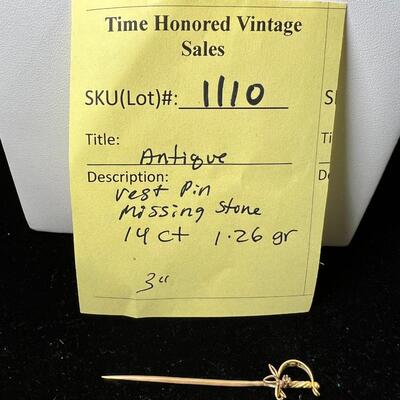 Time Honored Vintage
Sales
SKU(Lot)#: 1110
Title:
Antique
Description:
vest pin
missing stone
14 ct 1.26 gr
3"